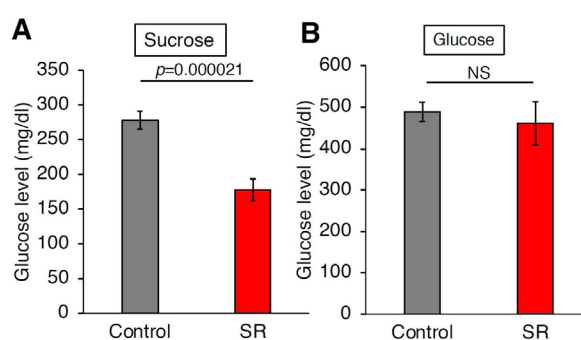 A
Sucrose
p=0.000021
Glucose level (mg/dl)
350
300
250
200
150
100
50
0
Control
SR
B
Glucose
NS
Glucose level (mg/dl)
600
500
400
300
200
100
0
Control
SR